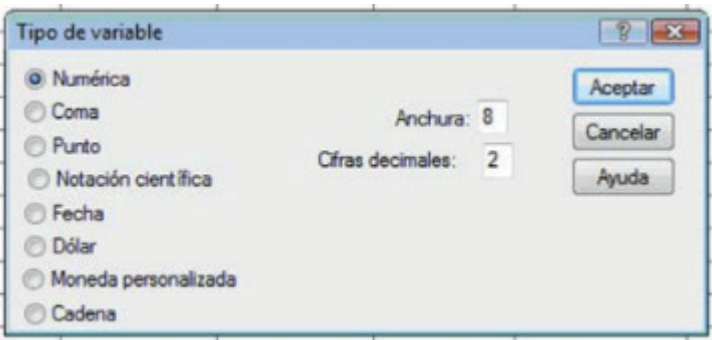 Tipo de variable
Numérica
Coma
Punto
Notación científica
Fecha
Dólar
Moneda personalizada
Cadena
Anchura: 8
Cifras decimales: 2
Aceptar
Cancelar
Ayuda